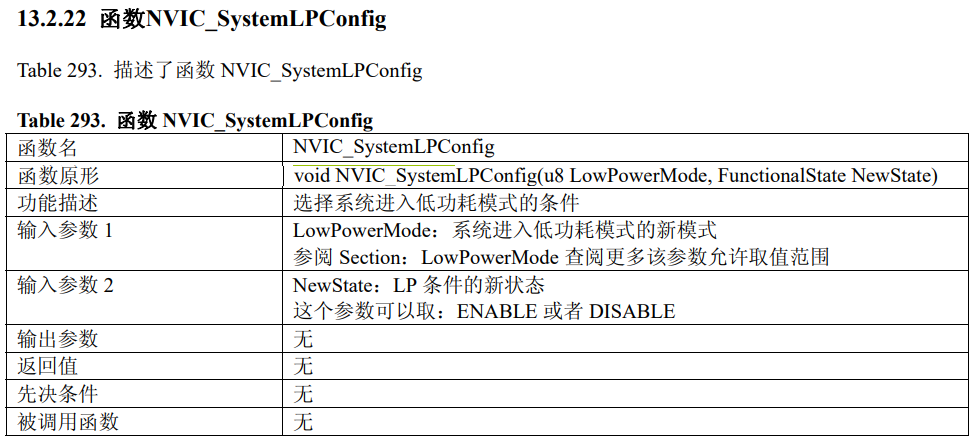 13.2.22 函数NVIC_SystemLPConfig
Table 293. 描述了函数 NVIC_SystemLPConfig
Table 293. 函数 NVIC_SystemLPConfig
函数名 NVIC_SystemLPConfig
函数原形 void NVIC_SystemLPConfig(u8 LowPowerMode, FunctionalState NewState)
功能描述 选择系统进入低功耗模式的条件
输入参数 1 LowPowerMode：系统进入低功耗模式的新模式
参阅 Section：LowPowerMode 查阅更多该参数允许取值范围
输入参数 2 NewState：LP 条件的新状态
这个参数可以取：ENABLE 或者 DISABLE
输出参数 无
返回值 无
先决条件 无
被调用函数 无